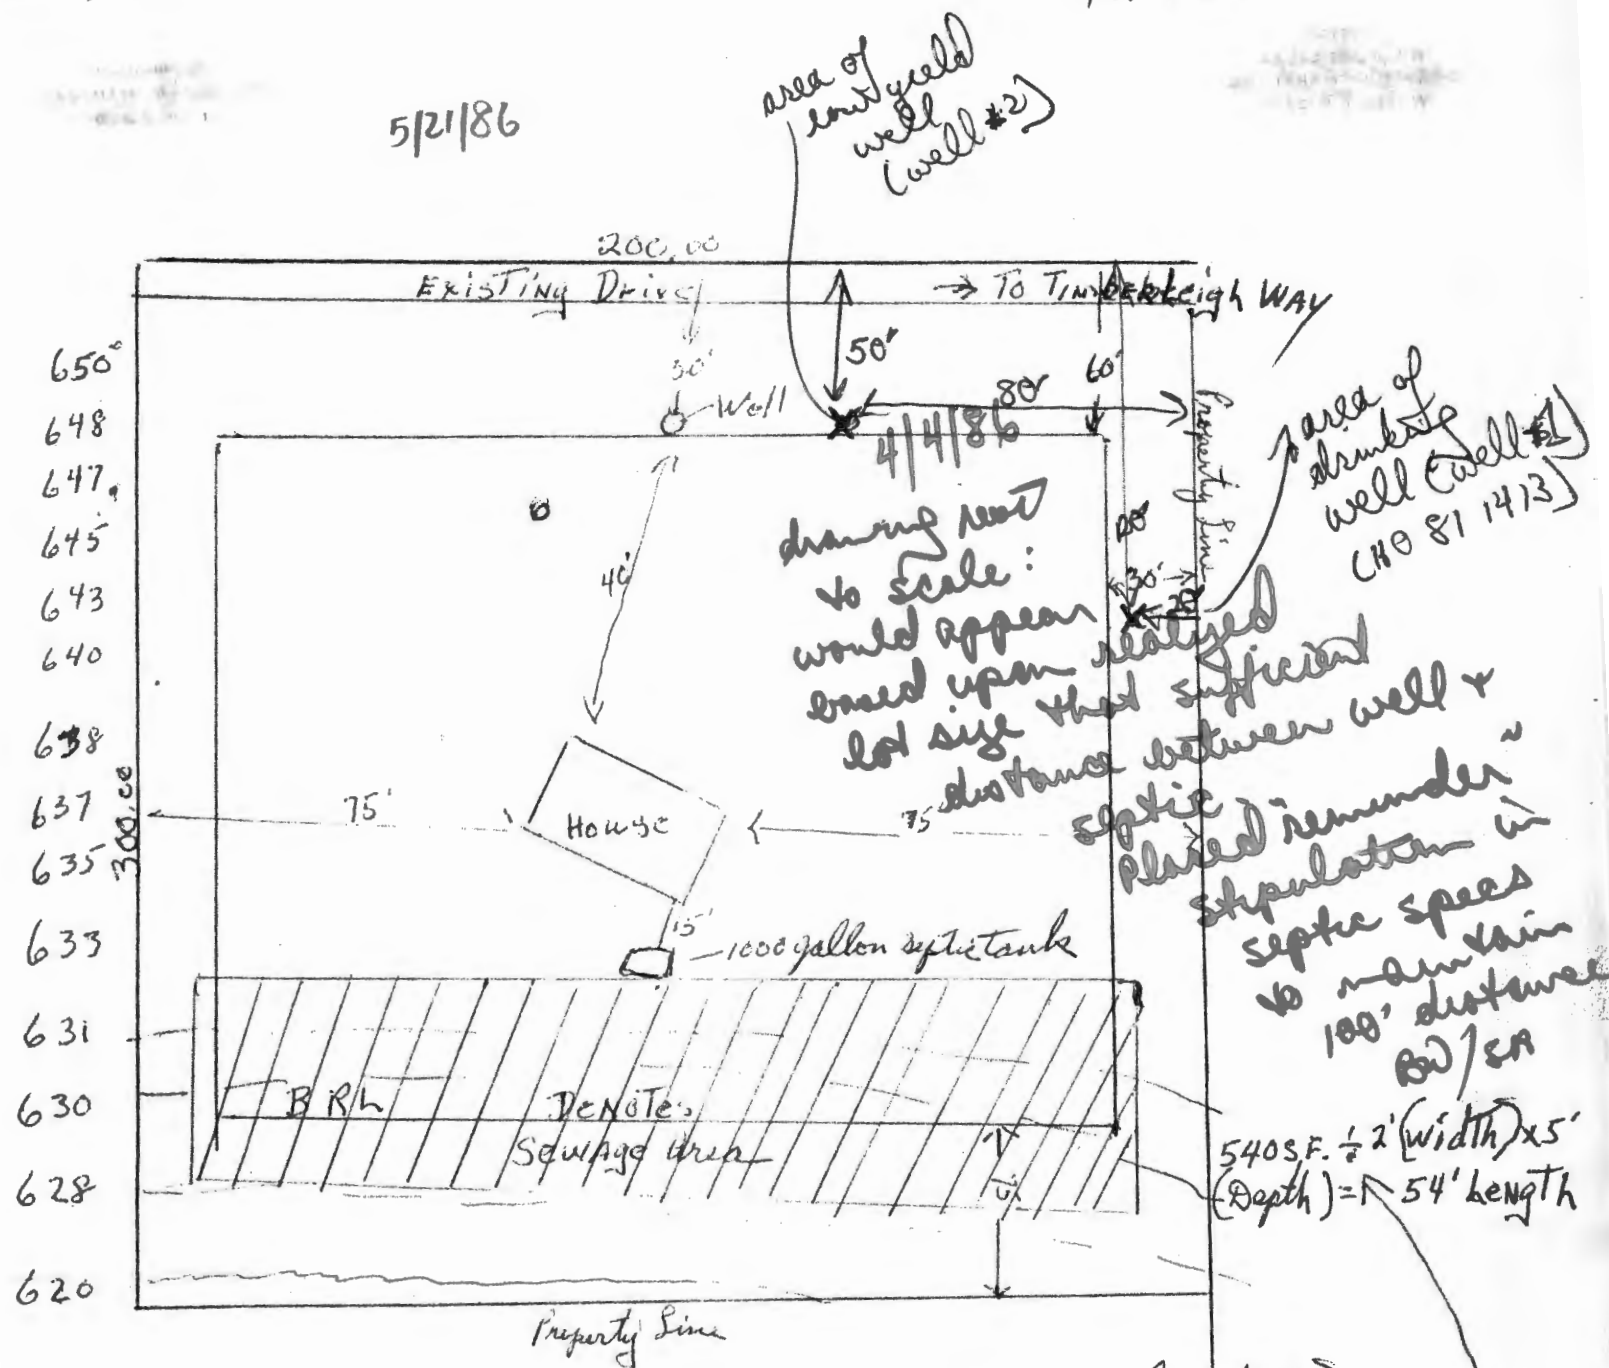 5/21/86
area of
low yield
well
(well #2)
200.00
Existing Drive
→ To Timberleigh Way
650
648
647
645
643
640
638
637
635
633
631
630
628
620
300.00
50'
Well
50'
80'
60'
4/4/86
Property Line
area of
drinking
well (well #1)
(HO 81 1413)
drawing not
to scale:
would appear
based upon realized
lot size that sufficient
distance between well +
septic.
Placed "reminder"
stipulation in
septic specs
to maintain
100' distance
BW/SA
30'
20'
40'
75'
House
75
15'
1000 gallon septic tank
BRL
Denotes
Sewage Area
540 S.F. ÷ 2' (Width) x 5'
(Depth) = 54' Length
Property Line